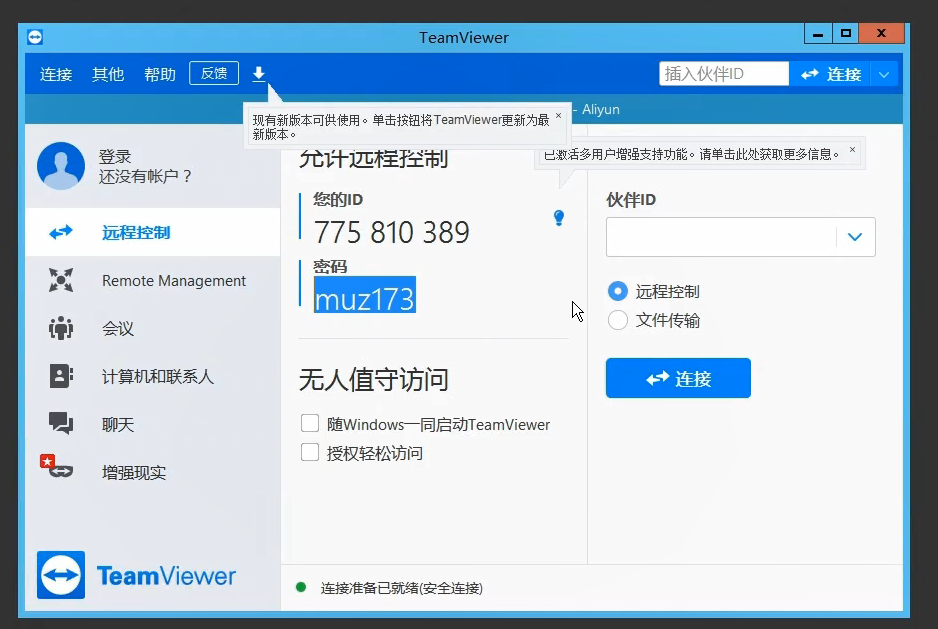 TeamViewer
连接 其他 帮助 反馈
插入伙伴ID
连接
- Aliyun
现有新版本可供使用。单击按钮将TeamViewer更新为最
新版本。
已激活多用户增强支持功能。请单击此处获取更多信息。
登录
还没有帐户？
远程控制
Remote Management
会议
计算机和联系人
聊天
增强现实
TeamViewer
允许远程控制
您的ID
775 810 389
密码
muz173
无人值守访问
随Windows一同启动TeamViewer
授权轻松访问
伙伴ID
远程控制
文件传输
连接
连接准备已就绪(安全连接)